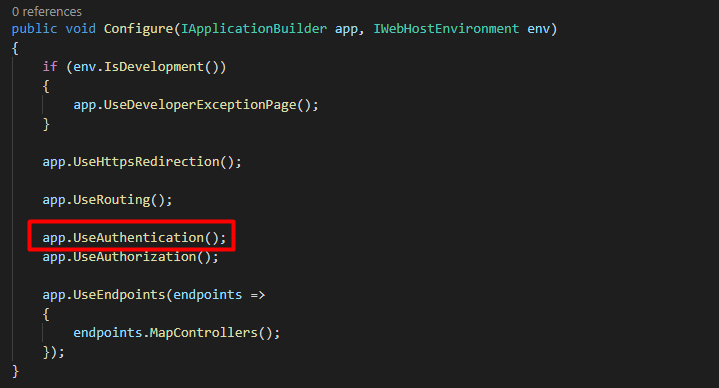 0 references
public void Configure(IApplicationBuilder app, IWebHostEnvironment env)
{
    if (env.IsDevelopment())
    {
        app.UseDeveloperExceptionPage();
    }
    app.UseHttpsRedirection();
    app.UseRouting();
    app.UseAuthentication();
    app.UseAuthorization();
    app.UseEndpoints(endpoints =>
    {
        endpoints.MapControllers();
    });
}